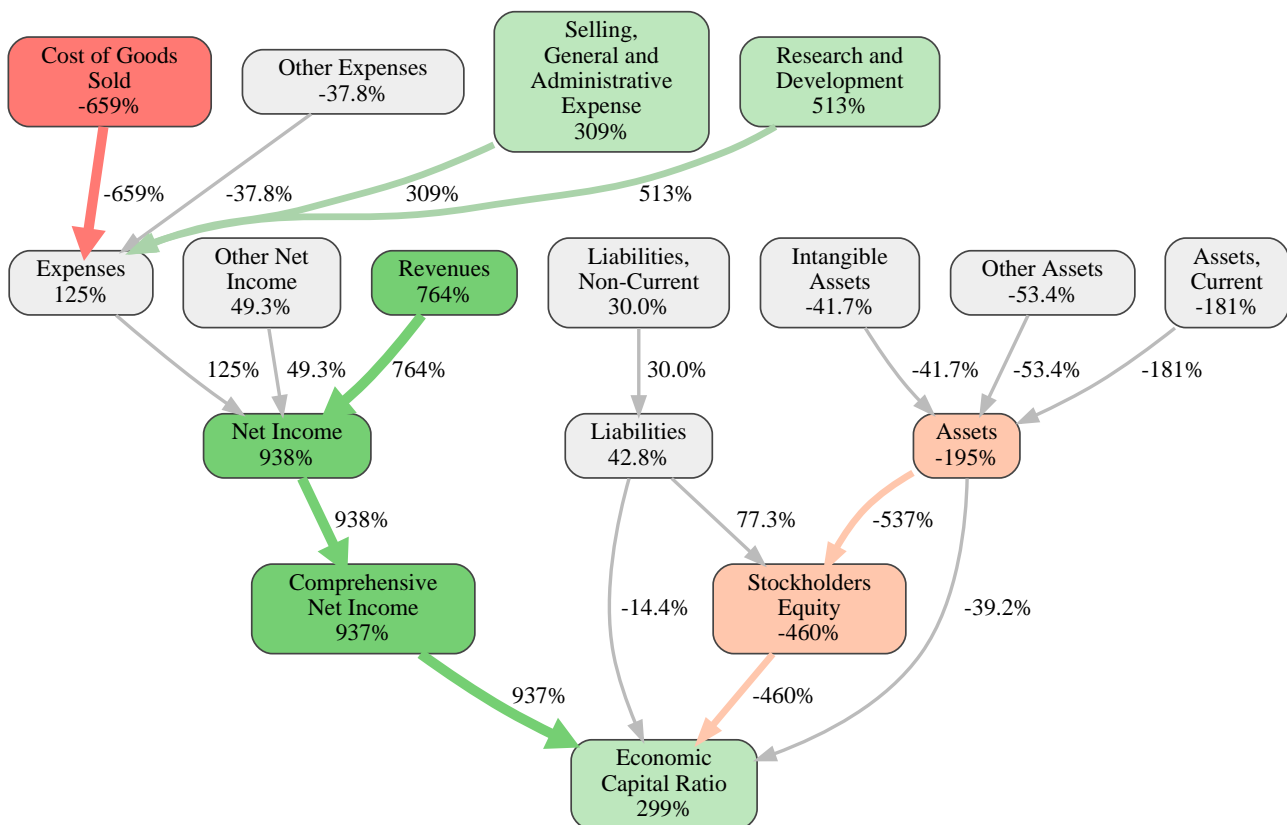 Cost of Goods
Sold
-659%
Other Expenses
-37.8%
Selling,
General and
Administrative
Expense
309%
Research and
Development
513%
-659%
-37.8%
309%
513%
Expenses
125%
Other Net
Income
49.3%
Revenues
764%
Liabilities,
Non-Current
30.0%
Intangible
Assets
-41.7%
Other Assets
-53.4%
Assets,
Current
-181%
125%
49.3%
764%
30.0%
-41.7%
-53.4%
-181%
Net Income
938%
Liabilities
42.8%
Assets
-195%
938%
77.3%
-537%
Comprehensive
Net Income
937%
-14.4%
Stockholders
Equity
-460%
-39.2%
937%
-460%
Economic
Capital Ratio
299%